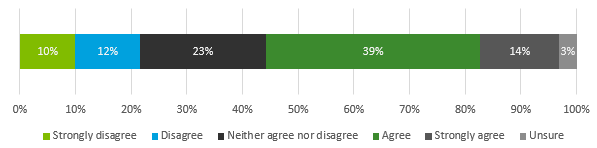 10% 12% 23% 39% 14% 3%
0% 10% 20% 30% 40% 50% 60% 70% 80% 90% 100%
Strongly disagree Disagree Neither agree nor disagree Agree Strongly agree Unsure